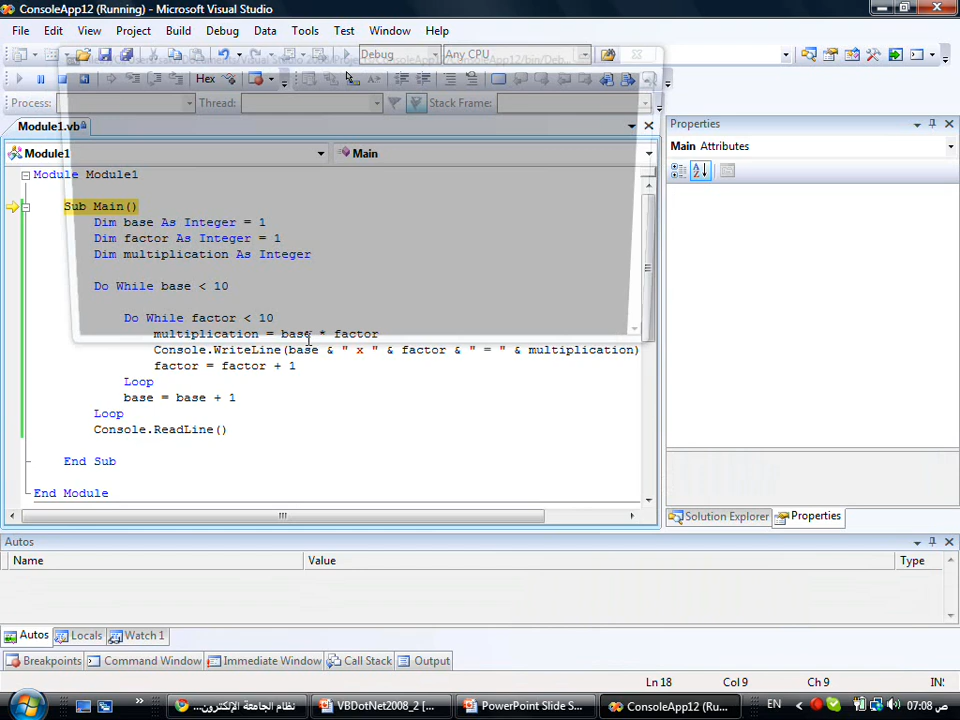 ConsoleApp12 (Running) - Microsoft Visual Studio
File Edit View Project Build Debug Data Tools Test Window Help
Debug Any CPU
Hex
Process: Thread: Stack Frame:
Module1.vb
Module1 Main
Module Module1
Sub Main()
Dim base As Integer = 1
Dim factor As Integer = 1
Dim multiplication As Integer
Do While base < 10
Do While factor < 10
multiplication = base * factor
Console.WriteLine(base & " x " & factor & " = " & multiplication)
factor = factor + 1
Loop
base = base + 1
Loop
Console.ReadLine()
End Sub
End Module
Properties
Main Attributes
Solution Explorer Properties
Autos
Name Value Type
Autos Locals Watch 1
Breakpoints Command Window Immediate Window Call Stack Output
Ln 18 Col 9 Ch 9 INS
نظام الجامعة الإلكترون... VBDotNet2008_2 [... PowerPoint Slide S... ConsoleApp12 (Ru... EN 07:08 ص